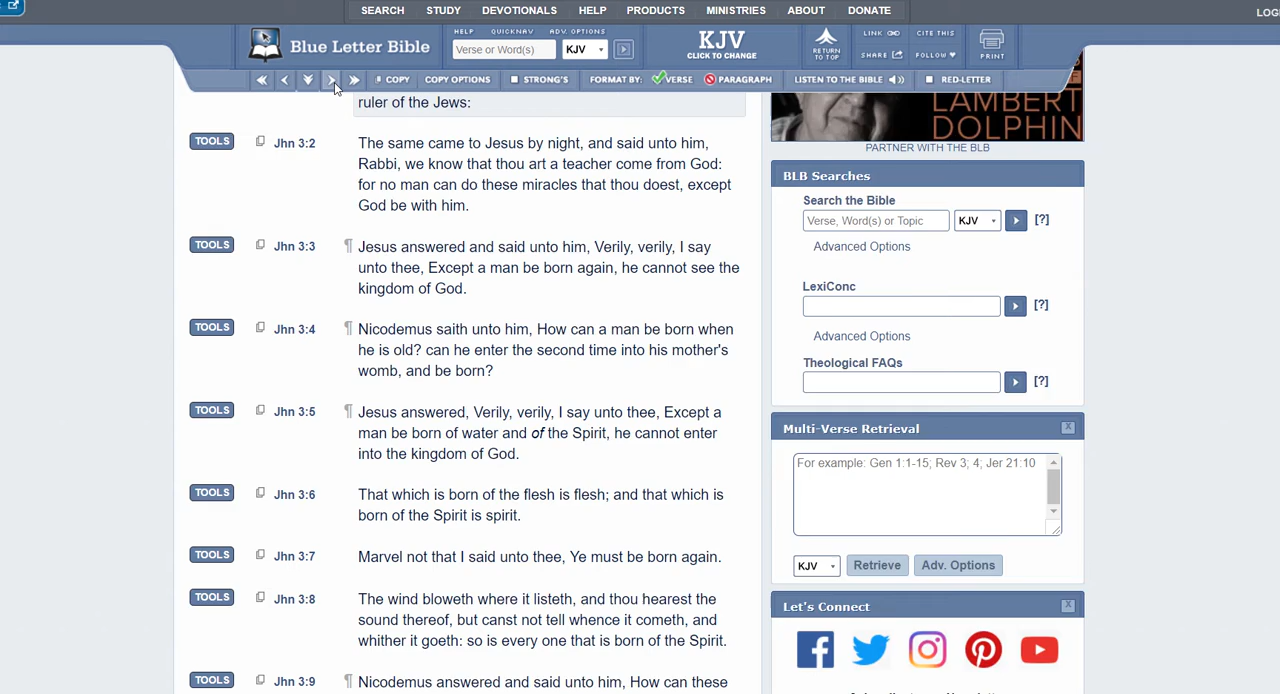 SEARCH STUDY DEVOTIONALS HELP PRODUCTS MINISTRIES ABOUT DONATE
Blue Letter Bible
HELP QUICKNAV ADV. OPTIONS
Verse or Word(s) KJV
KJV
CLICK TO CHANGE
RETURN
TO TOP
LINK CITE THIS
SHARE FOLLOW
PRINT
COPY COPY OPTIONS STRONG'S FORMAT BY: VERSE PARAGRAPH LISTEN TO THE BIBLE RED-LETTER
ruler of the Jews:
TOOLS Jhn 3:2 The same came to Jesus by night, and said unto him,
Rabbi, we know that thou art a teacher come from God:
for no man can do these miracles that thou doest, except
God be with him.
TOOLS Jhn 3:3 ¶ Jesus answered and said unto him, Verily, verily, I say
unto thee, Except a man be born again, he cannot see the
kingdom of God.
TOOLS Jhn 3:4 ¶ Nicodemus saith unto him, How can a man be born when
he is old? can he enter the second time into his mother's
womb, and be born?
TOOLS Jhn 3:5 ¶ Jesus answered, Verily, verily, I say unto thee, Except a
man be born of water and of the Spirit, he cannot enter
into the kingdom of God.
TOOLS Jhn 3:6 That which is born of the flesh is flesh; and that which is
born of the Spirit is spirit.
TOOLS Jhn 3:7 Marvel not that I said unto thee, Ye must be born again.
TOOLS Jhn 3:8 The wind bloweth where it listeth, and thou hearest the
sound thereof, but canst not tell whence it cometh, and
whither it goeth: so is every one that is born of the Spirit.
TOOLS Jhn 3:9 ¶ Nicodemus answered and said unto him, How can these
LAMBERT
DOLPHIN
PARTNER WITH THE BLB
BLB Searches
Search the Bible
Verse, Word(s) or Topic KJV [?]
Advanced Options
LexiConc
[?]
Advanced Options
Theological FAQs
[?]
Multi-Verse Retrieval X
For example: Gen 1:1-15; Rev 3; 4; Jer 21:10
KJV Retrieve Adv. Options
Let's Connect X